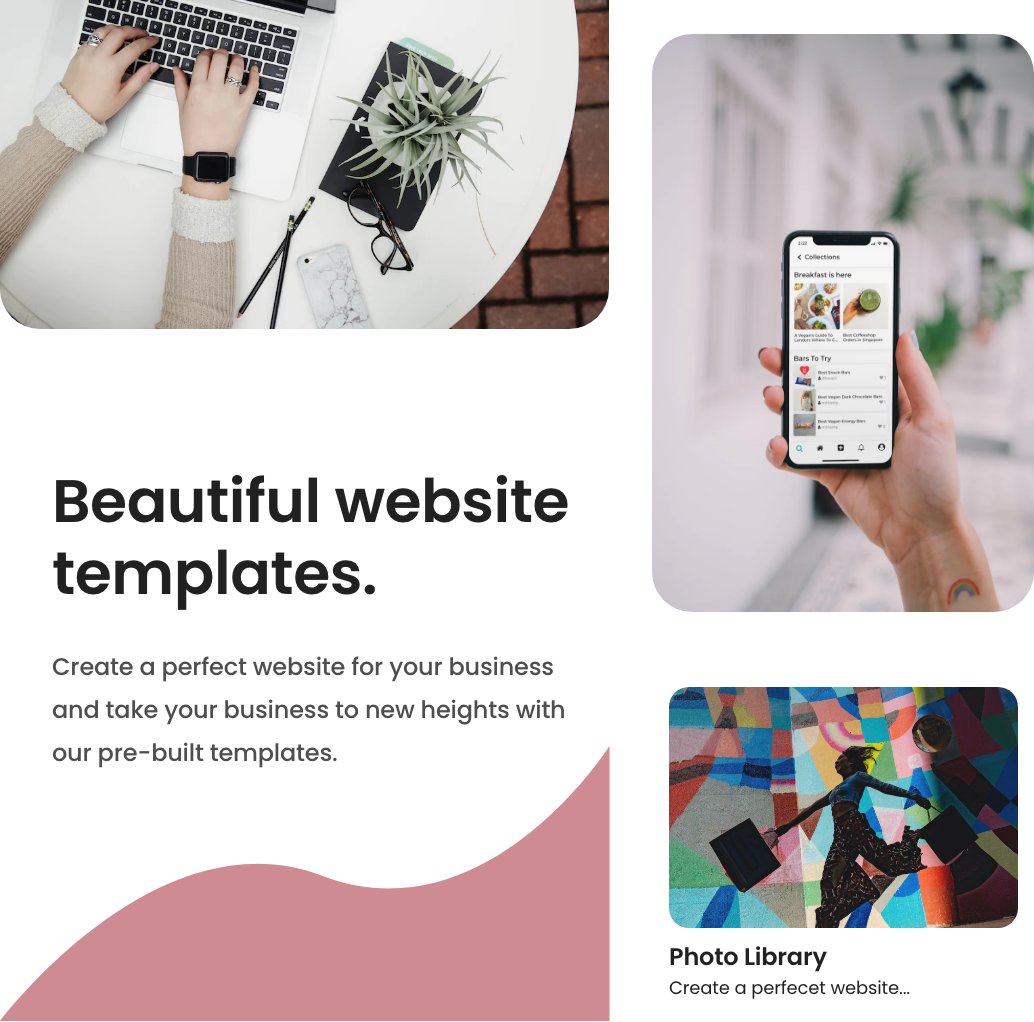 Beautiful website
templates.
Create a perfect website for your business
and take your business to new heights with
our pre-built templates.
Collections
Breakfast is here
A Vegan's Guide To
London: Where To E...
Best Coffeeshop
Orders in Singapore
Bars To Try
Best Snack Bars
Best Vegan Dark Chocolate Bars
Best Vegan Energy Bars
Photo Library
Create a perfecet website...